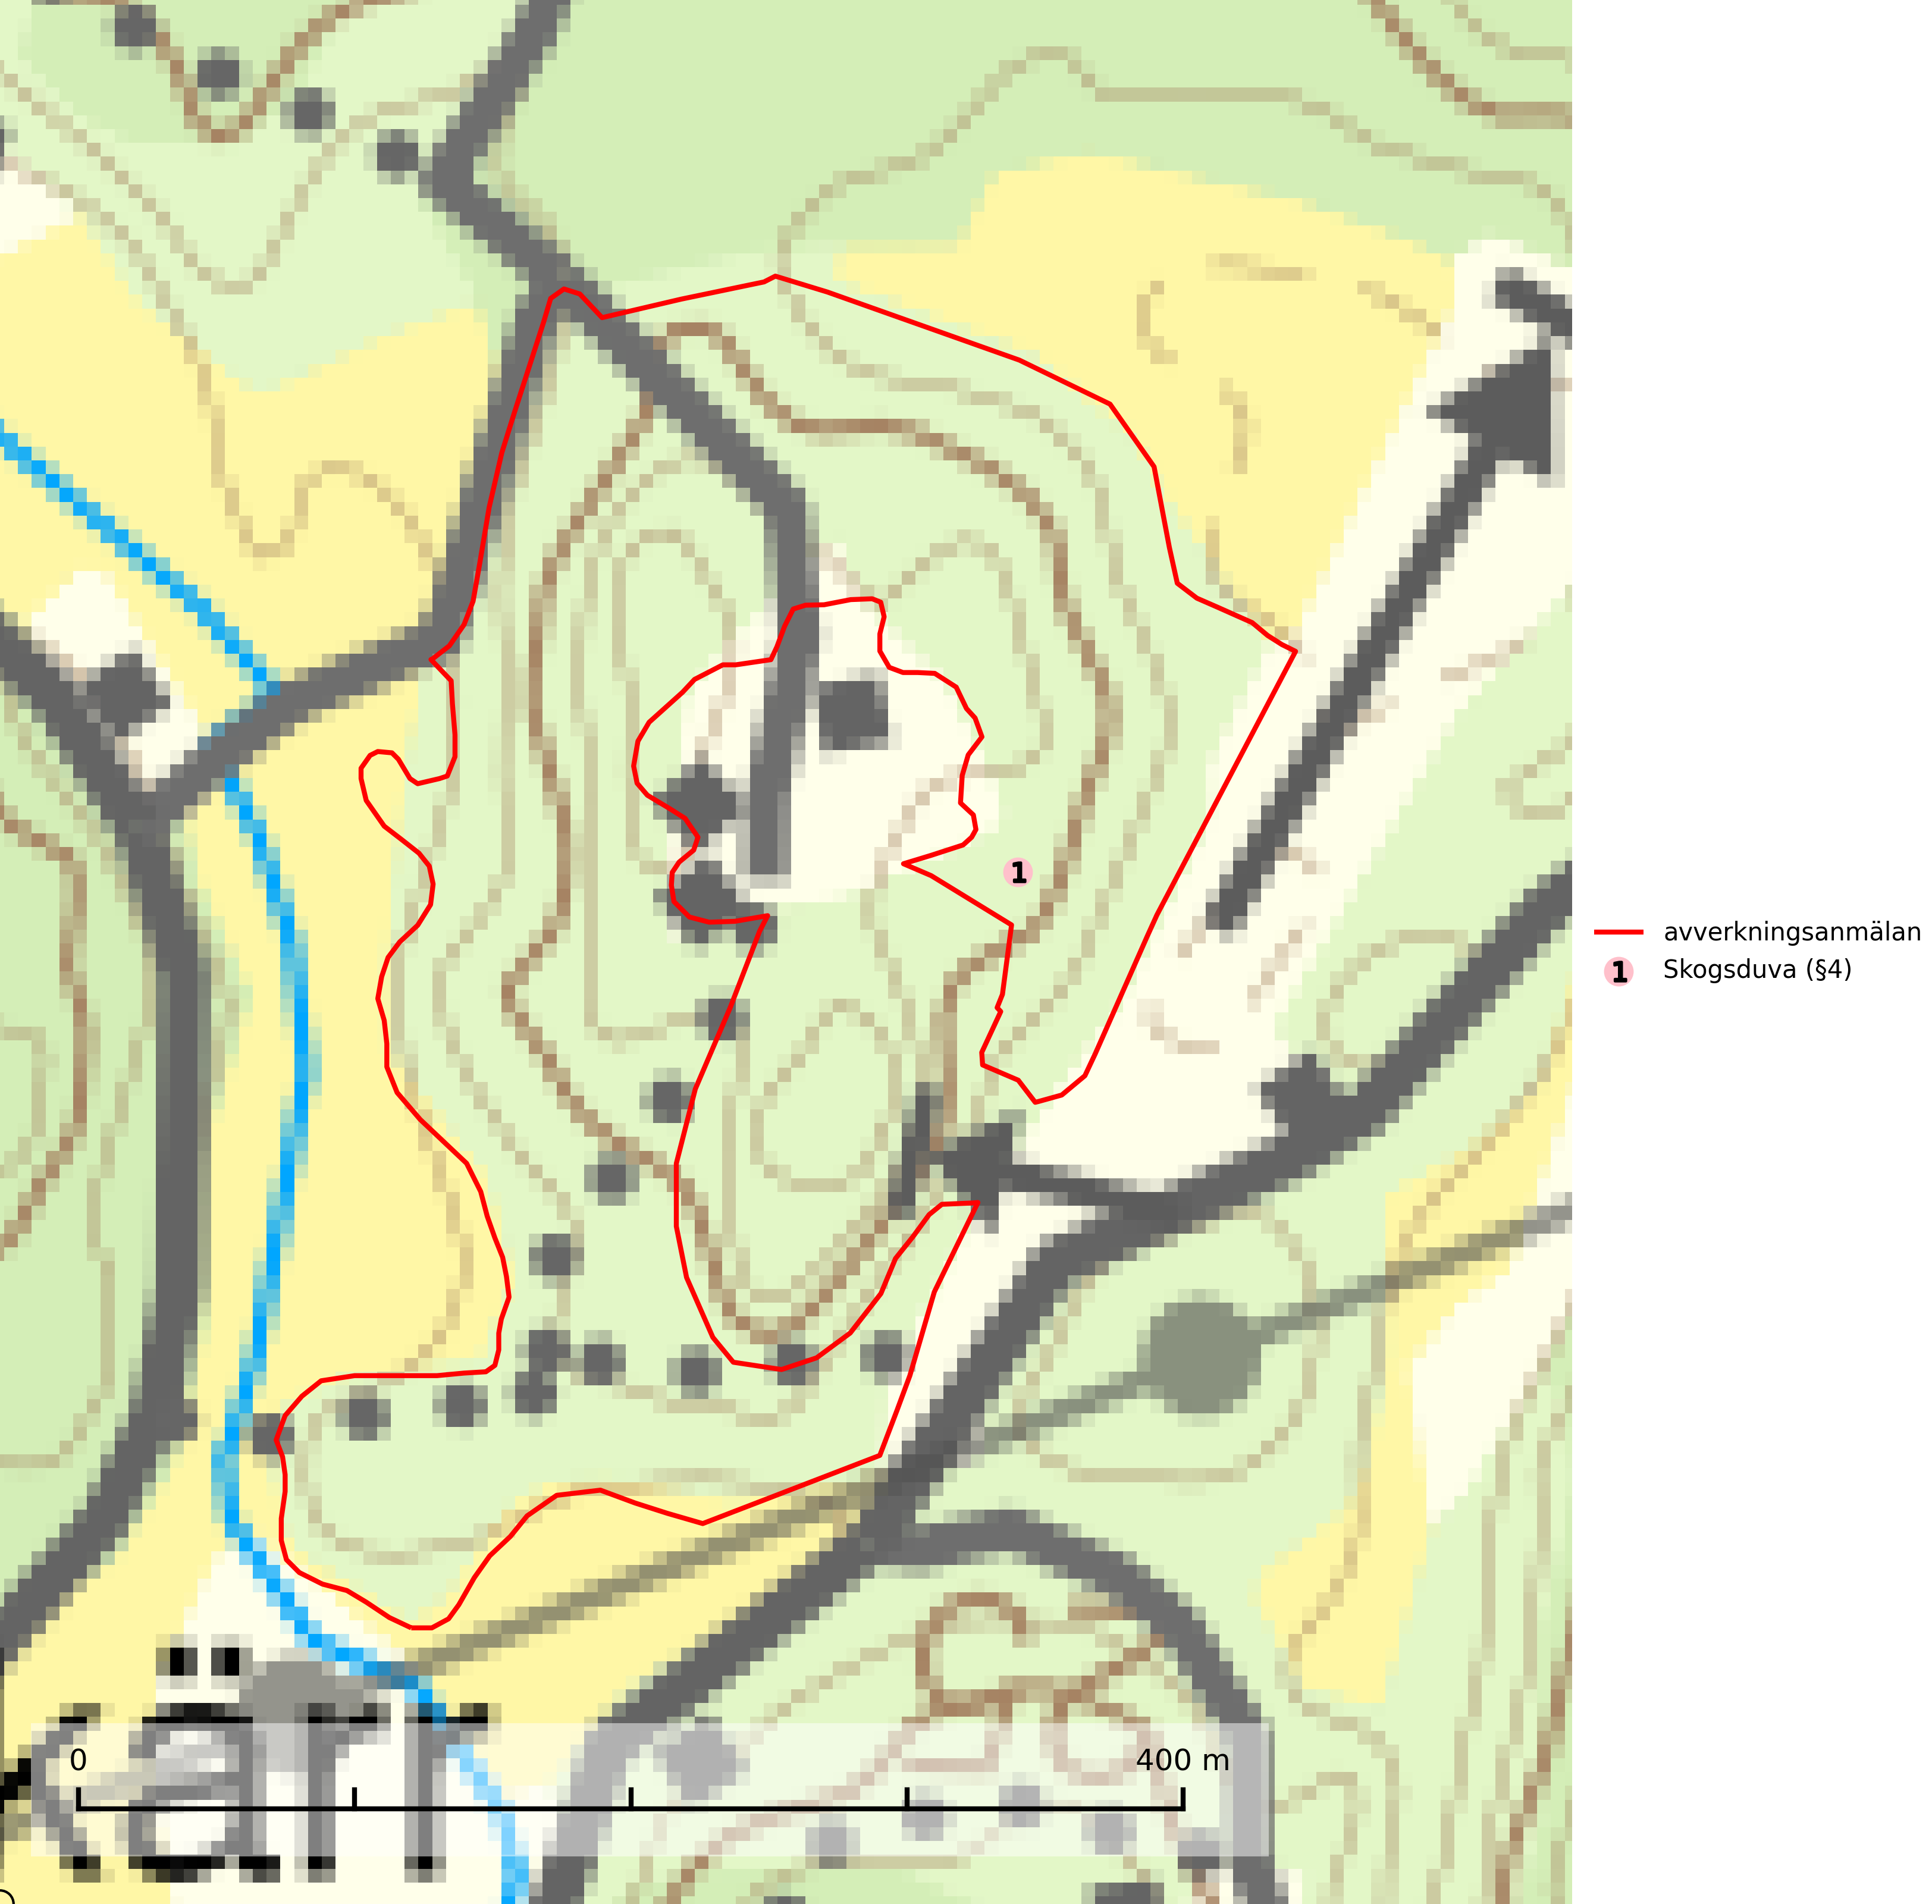 1
avverkningsanmälan
1 Skogsduva (§4)
0 400 m